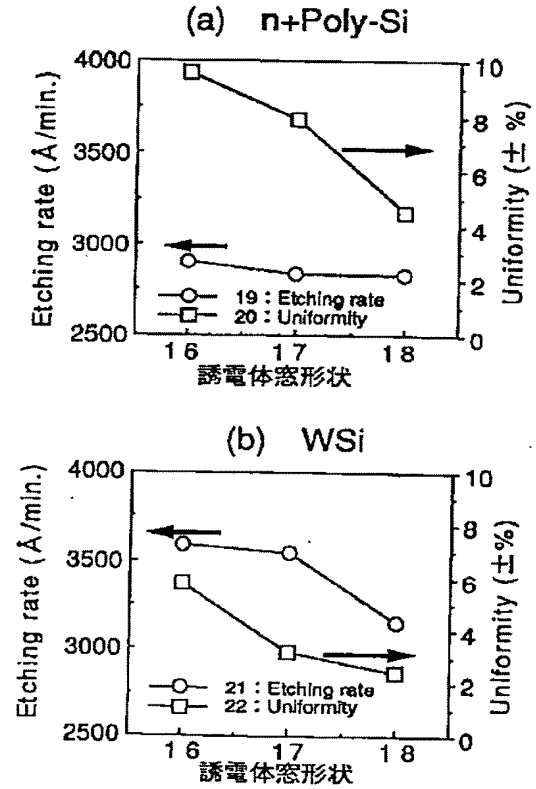 (a) n+Poly-Si
Etching rate (Å/min.)
4000
3500
3000
2500
10
8
6
4
2
0
Uniformity (±%)
19：Etching rate
20：Uniformity
16 17 18
誘電体窓形状
(b) WSi
Etching rate (Å/min.)
4000
3500
3000
2500
10
8
6
4
2
0
Uniformity (±%)
21：Etching rate
22：Uniformity
16 17 18
誘電体窓形状